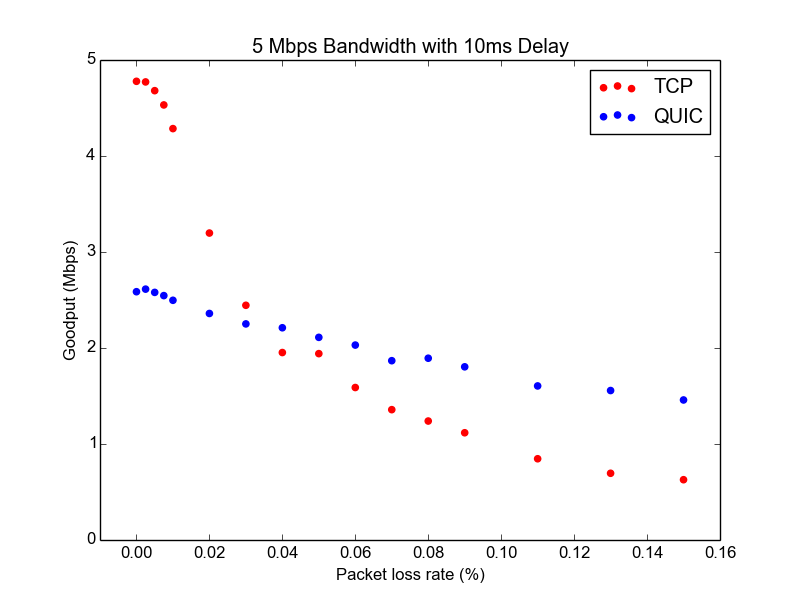 5 Mbps Bandwidth with 10ms Delay
TCP
QUIC
Goodput (Mbps)
5
4
3
2
1
0
0.00 0.02 0.04 0.06 0.08 0.10 0.12 0.14 0.16
Packet loss rate (%)